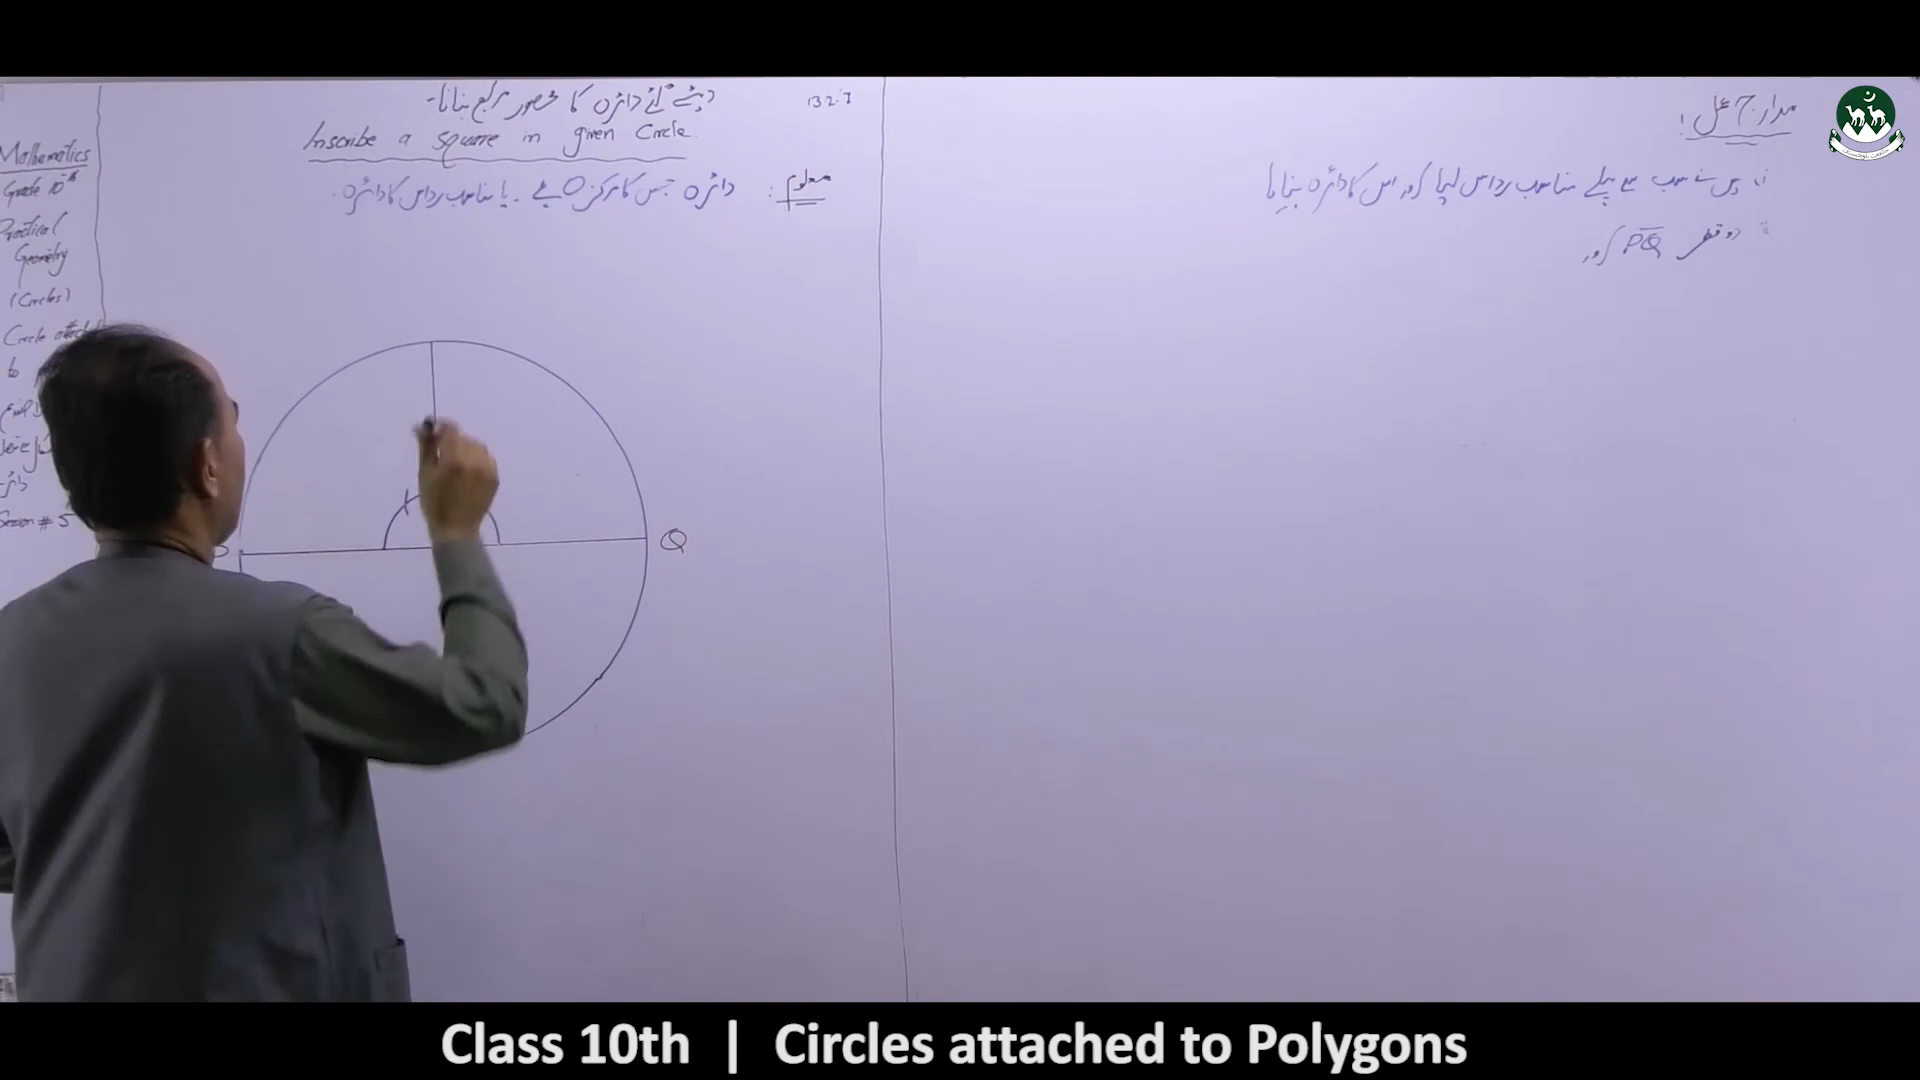 Mathematics
Grade 10th
Practical
Geometry
(Circles)
Circle
to
Session # 5
دیئے گئے دائرہ کا محصور مربع بنانا۔
13.2.7
Inscribe a square in given Circle.
معلوم : دائرہ جس کا مرکز O ہے ۔ یا مناسب رداس کا دائرہ ۔
Q
مدارج عمل :
i سب سے پہلے مناسب رداس لیا اور اس کا دائرہ بنایا
ii دو قطر PQ اور
Class 10th | Circles attached to Polygons